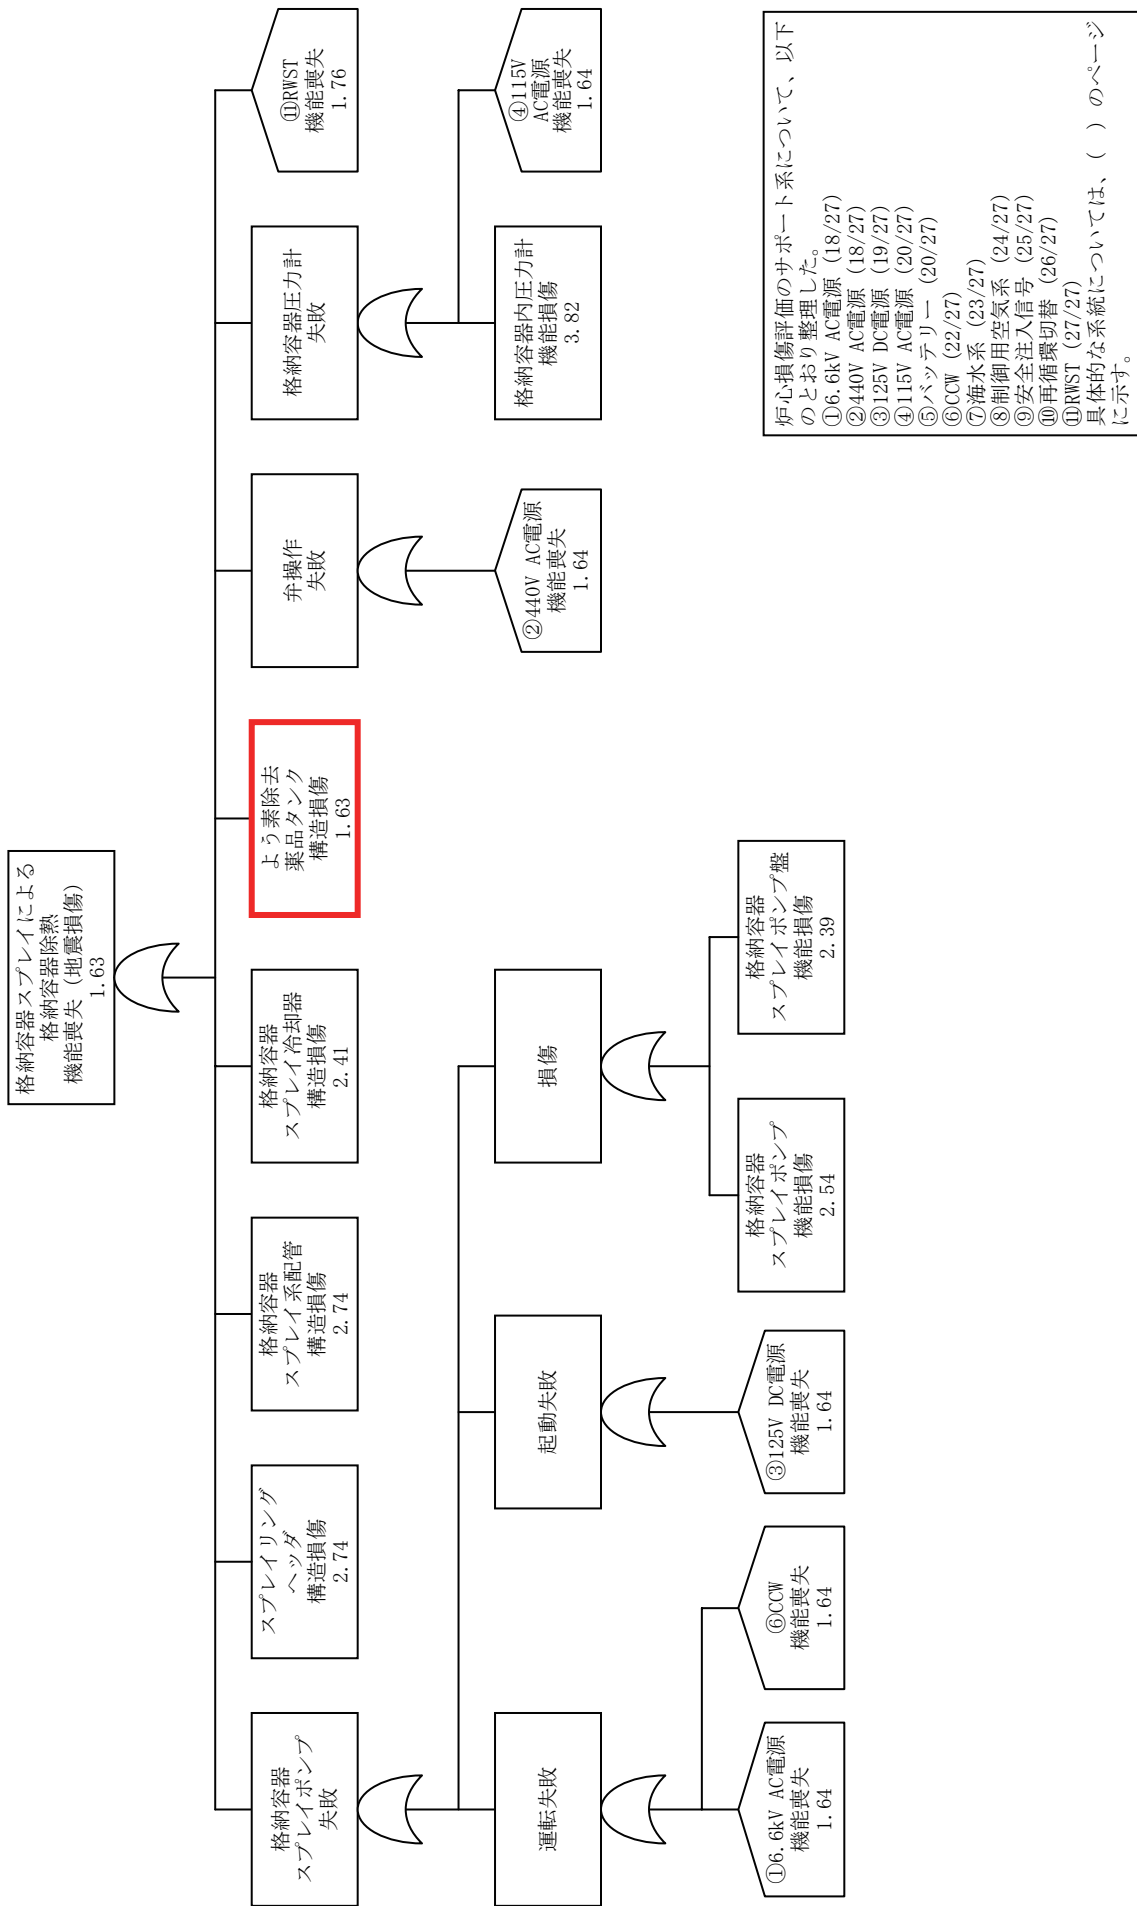 格納容器スプレイによる
格納容器除熱
機能喪失（地震損傷）
1.63
格納容器
スプレイポンプ
失敗
スプレイリング
ヘッダ
構造損傷
2.74
格納容器
スプレイ系配管
構造損傷
2.74
格納容器
スプレイ冷却器
構造損傷
2.41
よう素除去
薬品タンク
構造損傷
1.63
弁操作
失敗
格納容器圧力計
失敗
⑪RWST
機能喪失
1.76
運転失敗
起動失敗
損傷
②440V AC電源
機能喪失
1.64
格納容器内圧力計
機能損傷
3.82
④115V
AC電源
機能喪失
1.64
①6.6kV AC電源
機能喪失
1.64
⑥CCW
機能喪失
1.64
③125V DC電源
機能喪失
1.64
格納容器
スプレイポンプ
機能損傷
2.54
格納容器
スプレイポンプ盤
機能損傷
2.39
炉心損傷評価のサポート系について、以下
のとおり整理した。
①6.6kV AC電源（18/27）
②440V AC電源（18/27）
③125V DC電源（19/27）
④115V AC電源（20/27）
⑤バッテリー（20/27）
⑥CCW（22/27）
⑦海水系（23/27）
⑧制御用空気系（24/27）
⑨安全注入信号（25/27）
⑩再循環切替（26/27）
⑪RWST（27/27）
具体的な系統については、（　）のページ
に示す。